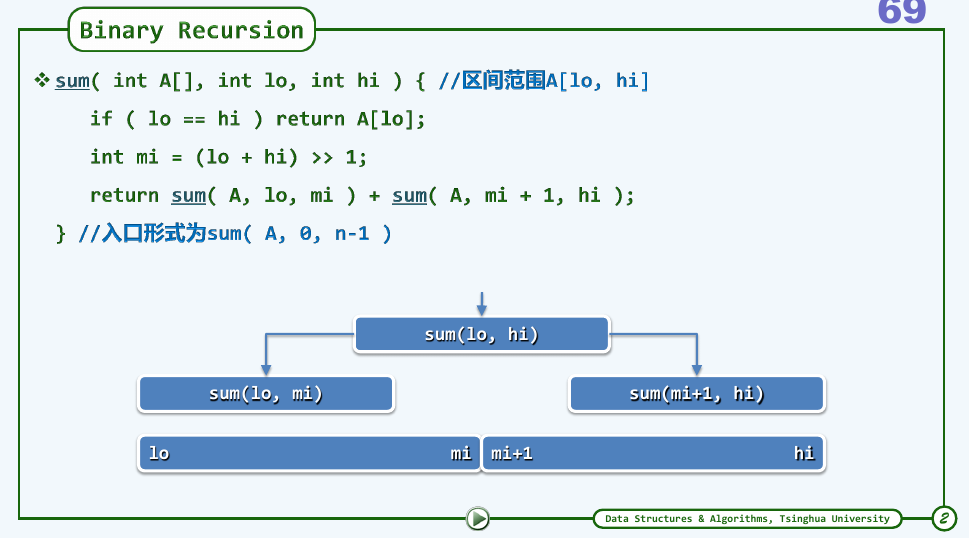 69
Binary Recursion
❖ sum( int A[], int lo, int hi ) { //区间范围A[lo, hi]
if ( lo == hi ) return A[lo];
int mi = (lo + hi) >> 1;
return sum( A, lo, mi ) + sum( A, mi + 1, hi );
} //入口形式为sum( A, 0, n-1 )
sum(lo, hi)
sum(lo, mi) sum(mi+1, hi)
lo mi mi+1 hi
Data Structures & Algorithms, Tsinghua University 2